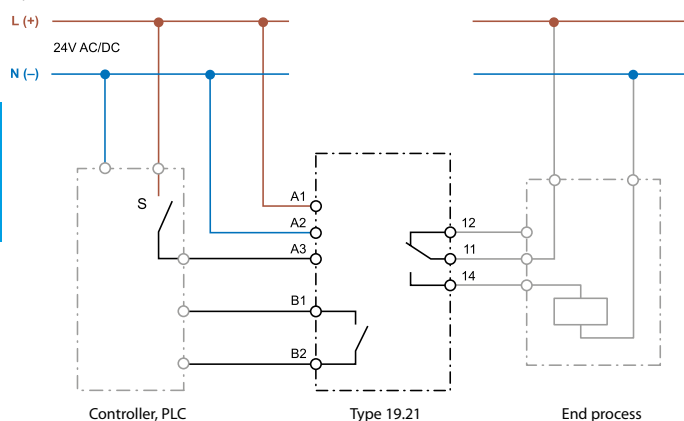 L (+)
24V AC/DC
N (–)
S
A1
A2
A3
B1
B2
12
11
14
Controller, PLC
Type 19.21
End process